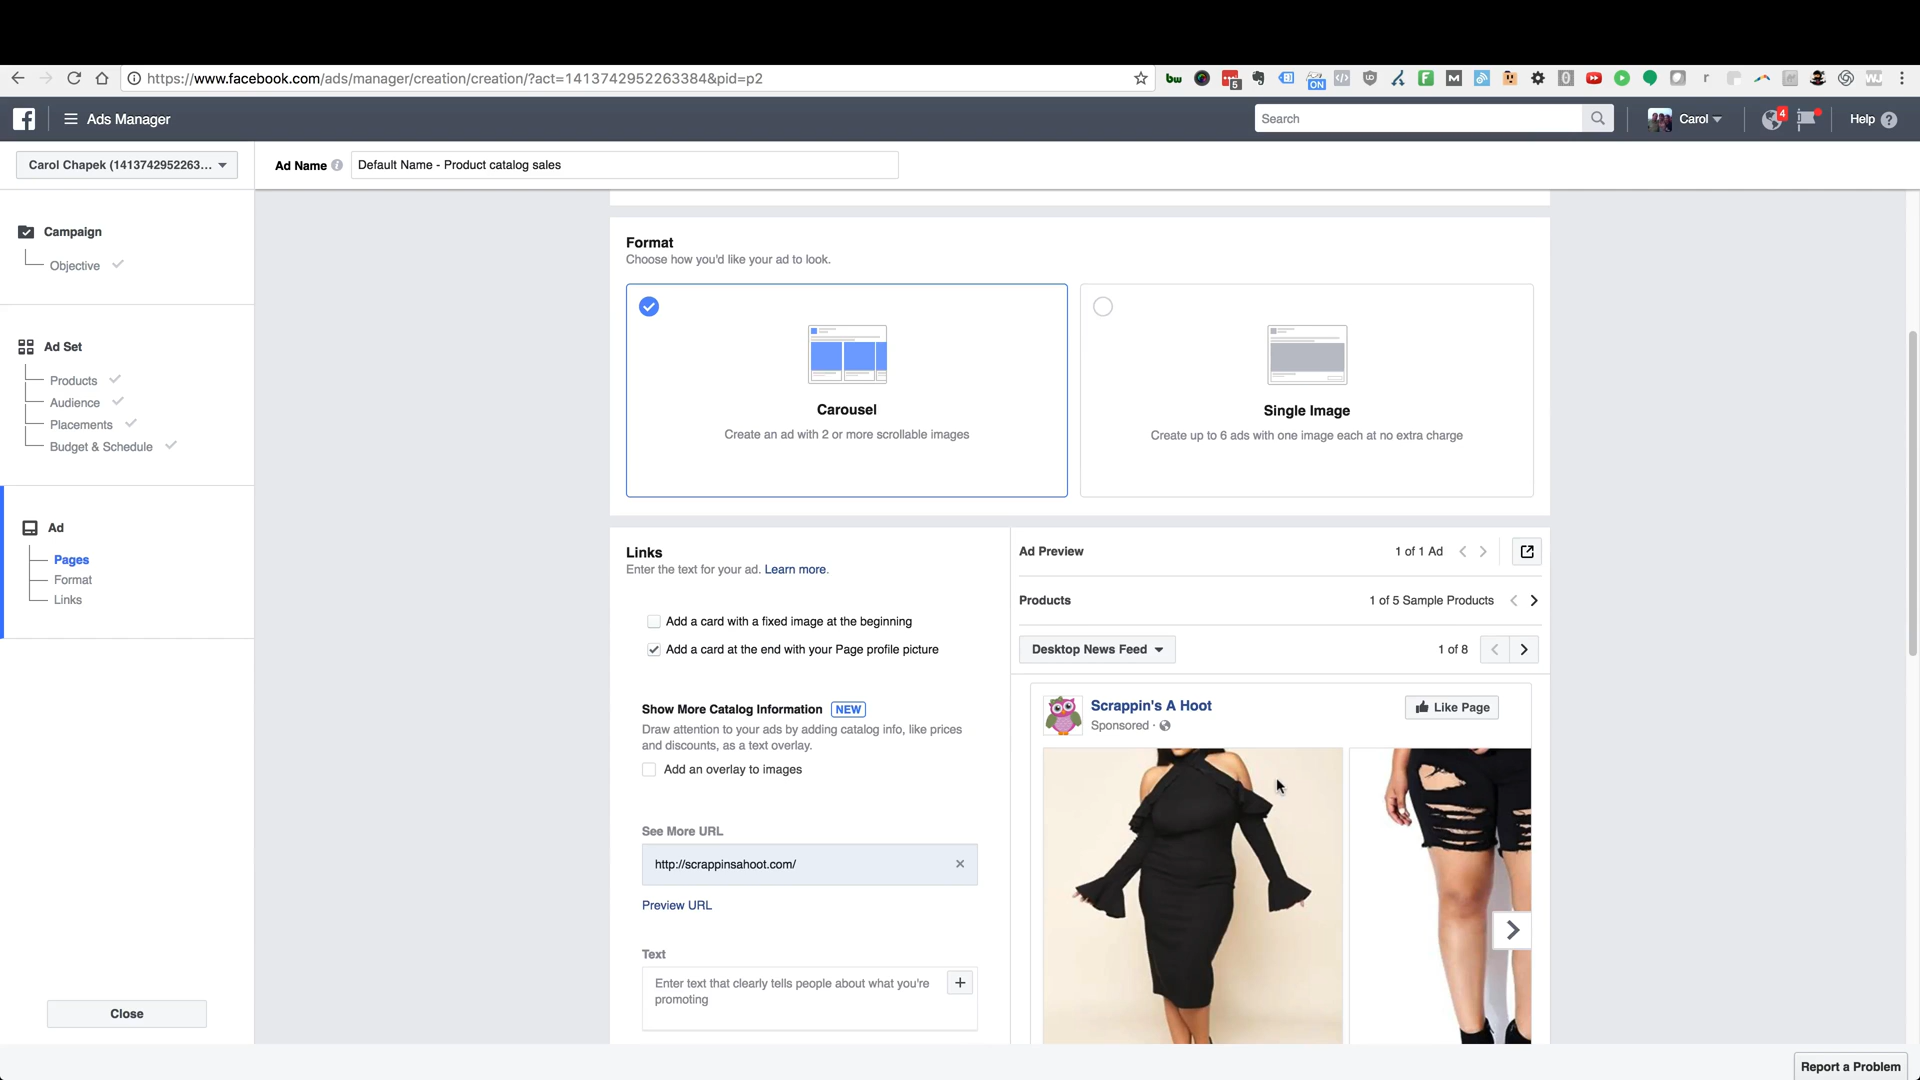 https://www.facebook.com/ads/manager/creation/creation/?act=1413742952263384&pid=p2
bw
5
ON
M
r
WJ
Ads Manager
Search
Carol
4
Help ?
Carol Chapek (1413742952263...
Ad Name
Default Name - Product catalog sales
Campaign
Objective
Ad Set
Products
Audience
Placements
Budget & Schedule
Ad
Pages
Format
Links
Close
Format
Choose how you'd like your ad to look.
Carousel
Create an ad with 2 or more scrollable images
Single Image
Create up to 6 ads with one image each at no extra charge
Links
Enter the text for your ad. Learn more.
Add a card with a fixed image at the beginning
Add a card at the end with your Page profile picture
Show More Catalog Information NEW
Draw attention to your ads by adding catalog info, like prices
and discounts, as a text overlay.
Add an overlay to images
See More URL
http://scrappinsahoot.com/
Preview URL
Text
Enter text that clearly tells people about what you're
promoting
Ad Preview
1 of 1 Ad
Products
1 of 5 Sample Products
Desktop News Feed
1 of 8
Scrappin's A Hoot
Sponsored ·
Like Page
Report a Problem